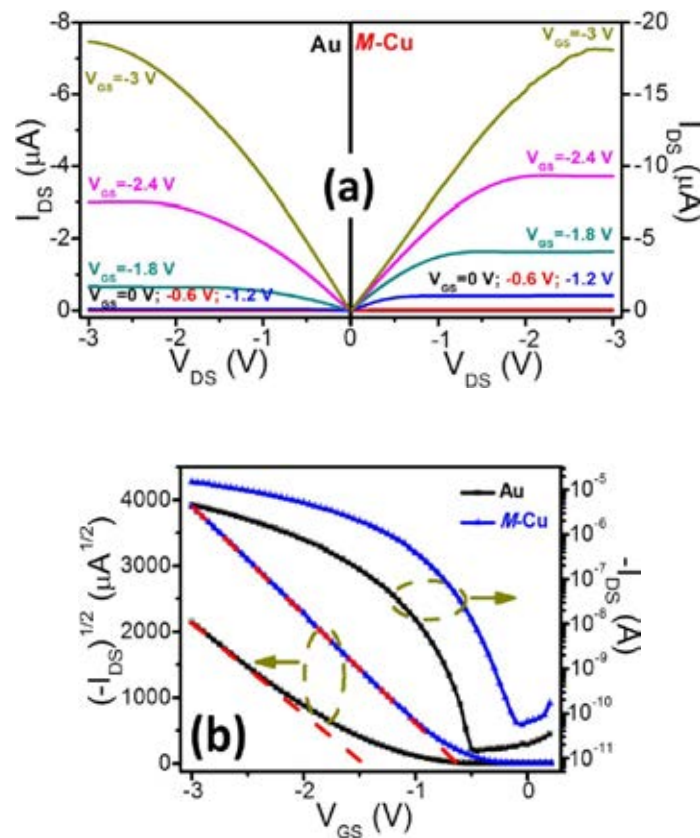 -8
-6
-4
-2
0
I_DS (μA)
Au
M-Cu
(a)
V_GS=-3 V
V_GS=-2.4 V
V_GS=-1.8 V
V_GS=0 V; -0.6 V; -1.2 V
V_GS=-3 V
V_GS=-2.4 V
V_GS=-1.8 V
V_GS=0 V; -0.6 V; -1.2 V
-20
-15
-10
-5
0
I_DS (μA)
-3 -2 -1 0 -1 -2 -3
V_DS (V) V_DS (V)
4000
3000
2000
1000
0
(-I_DS)^1/2 (μA^1/2)
Au
M-Cu
(b)
10^-5
10^-6
10^-7
10^-8
10^-9
10^-10
10^-11
-I_DS (A)
-3 -2 -1 0
V_GS (V)